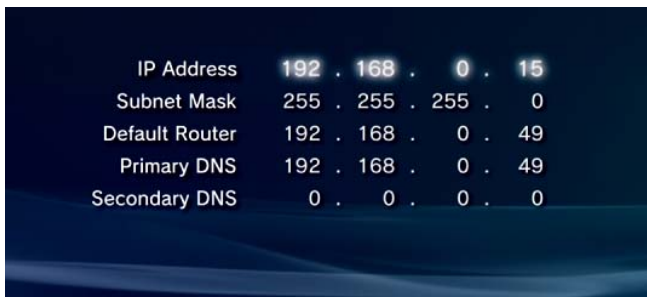 IP Address 192 . 168 . 0 . 15
Subnet Mask 255 . 255 . 255 . 0
Default Router 192 . 168 . 0 . 49
Primary DNS 192 . 168 . 0 . 49
Secondary DNS 0 . 0 . 0 . 0